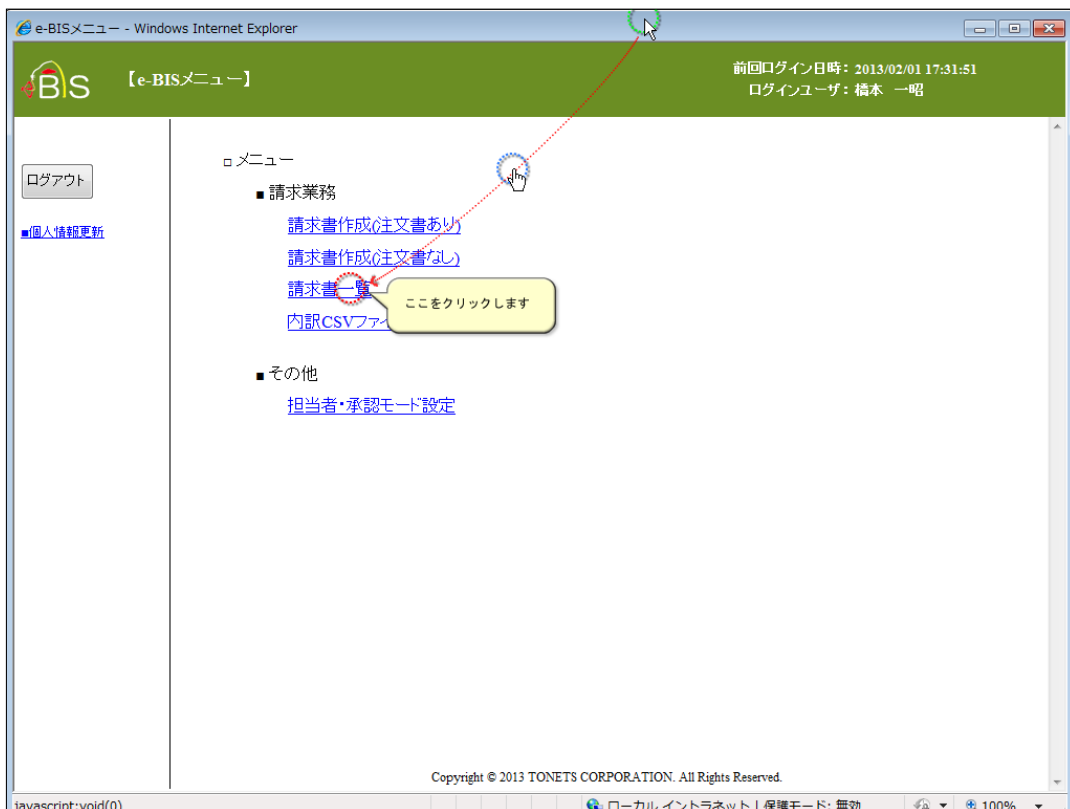 e-BISメニュー - Windows Internet Explorer
BIS
【e-BISメニュー】
前回ログイン日時：2013/02/01 17:31:51
ログインユーザ：橋本 一昭
ログアウト
■個人情報更新
□メニュー
■請求業務
請求書作成(注文書あり)
請求書作成(注文書なし)
請求書一覧
ここをクリックします
内訳CSVファイ
■その他
担当者・承認モード設定
Copyright © 2013 TONETS CORPORATION. All Rights Reserved.
javascript:void(0)
ローカル イントラネット | 保護モード: 無効
100%